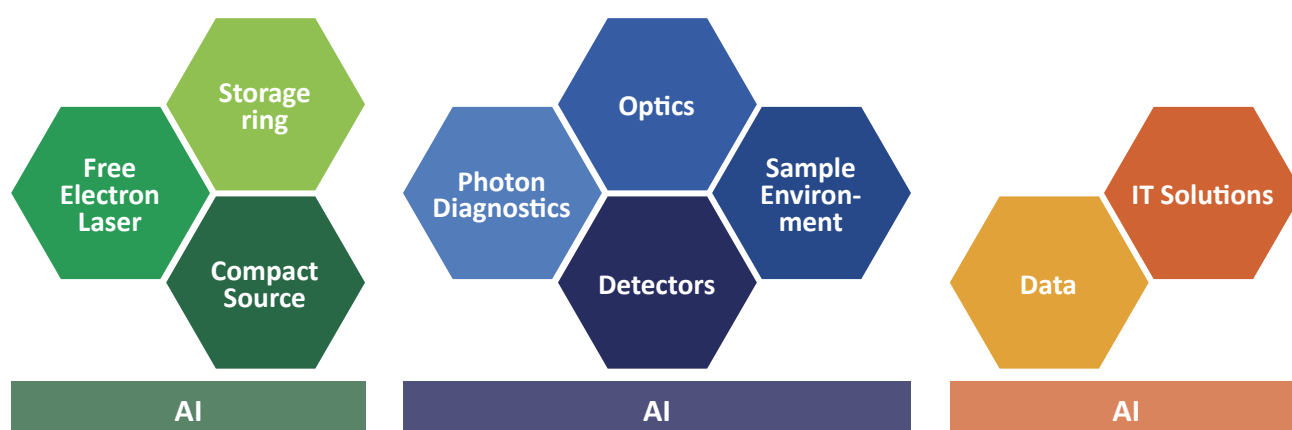 Storage
ring
Free
Electron
Laser
Compact
Source
AI
Optics
Photon
Diagnostics
Sample
Environ-
ment
Detectors
AI
IT Solutions
Data
AI